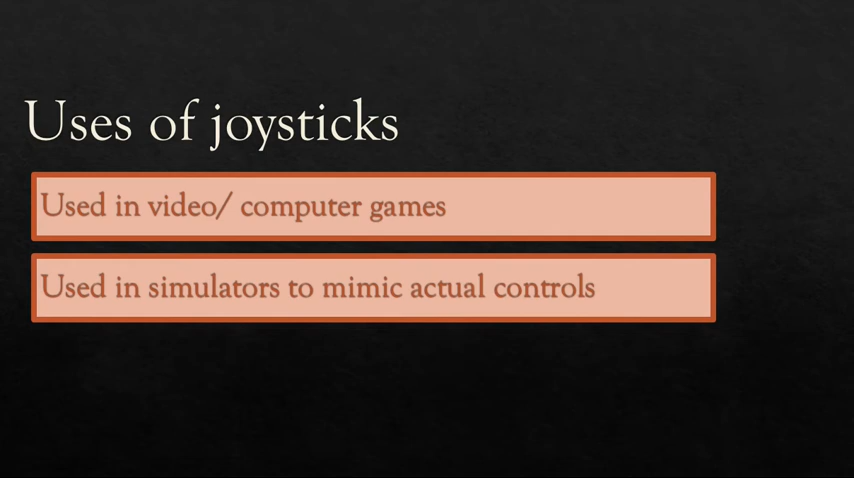 Uses of joysticks
Used in video/ computer games
Used in simulators to mimic actual controls